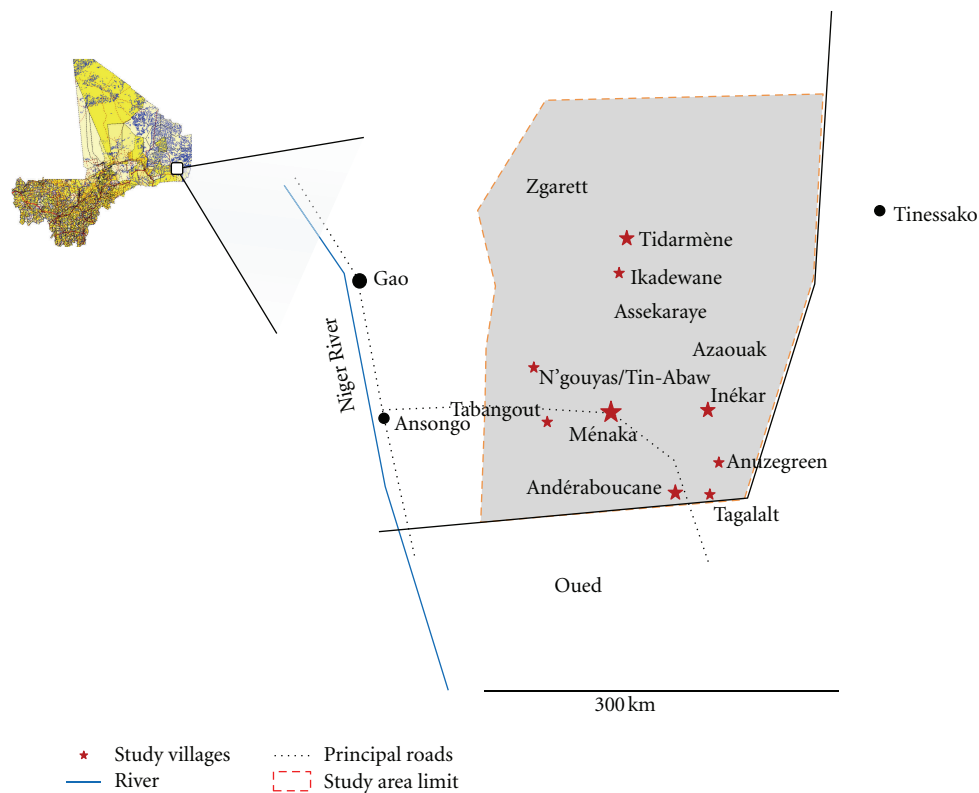 Zgarett
Tinessako
Tidarmène
Gao
Ikadewane
Assekaraye
Niger River
Azaouak
N'gouyas/Tin-Abaw
Inékar
Tabangout
Ansongo
Ménaka
Anuzegreen
Andéraboucane
Tagalalt
Oued
300 km
Study villages
Principal roads
River
Study area limit